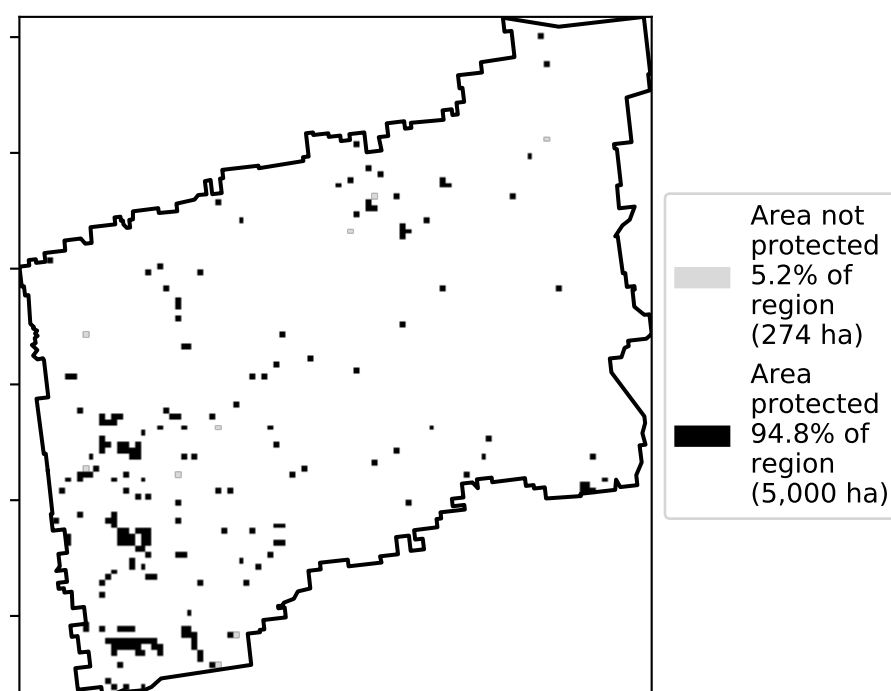 Area not
protected
5.2% of
region
(274 ha)
Area
protected
94.8% of
region
(5,000 ha)